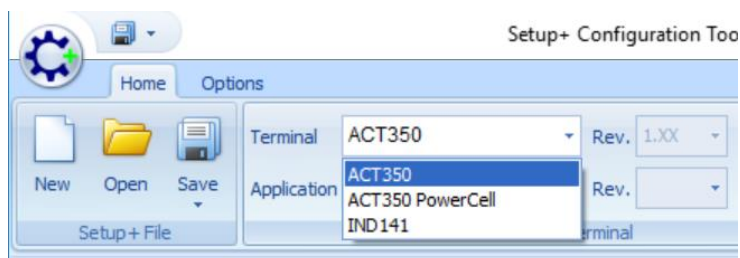 Setup+ Configuration Too
Home Options
Terminal ACT350 Rev. 1.XX
ACT350
New Open Save Application ACT350 PowerCell Rev.
IND141
Setup+ File erminal